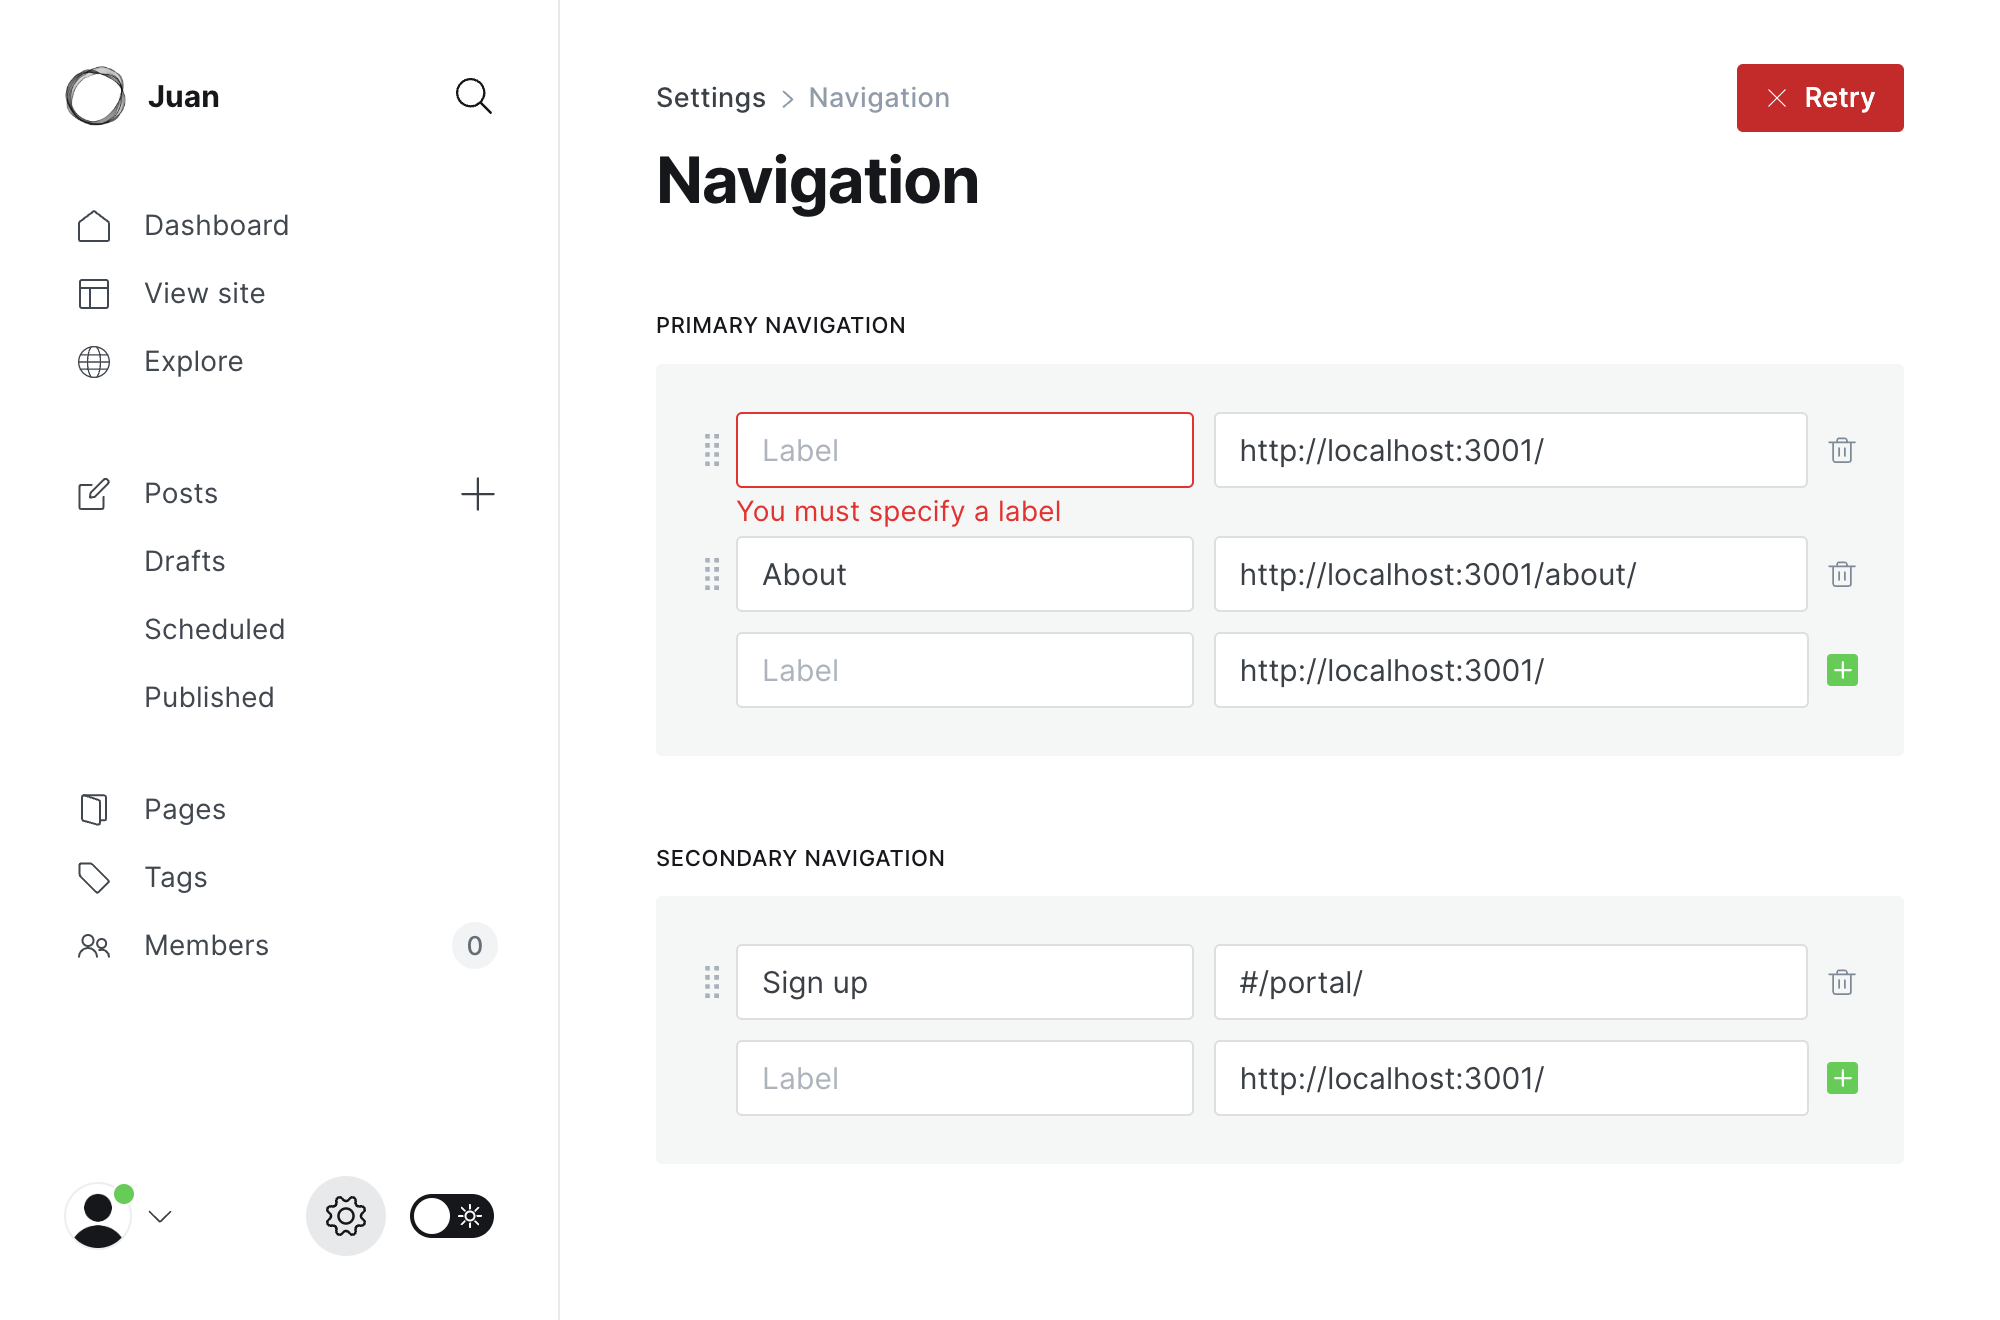 Juan
Dashboard
View site
Explore
Posts
Drafts
Scheduled
Published
Pages
Tags
Members 0
Settings > Navigation
Retry
Navigation
PRIMARY NAVIGATION
Label http://localhost:3001/
You must specify a label
About http://localhost:3001/about/
Label http://localhost:3001/
SECONDARY NAVIGATION
Sign up #/portal/
Label http://localhost:3001/